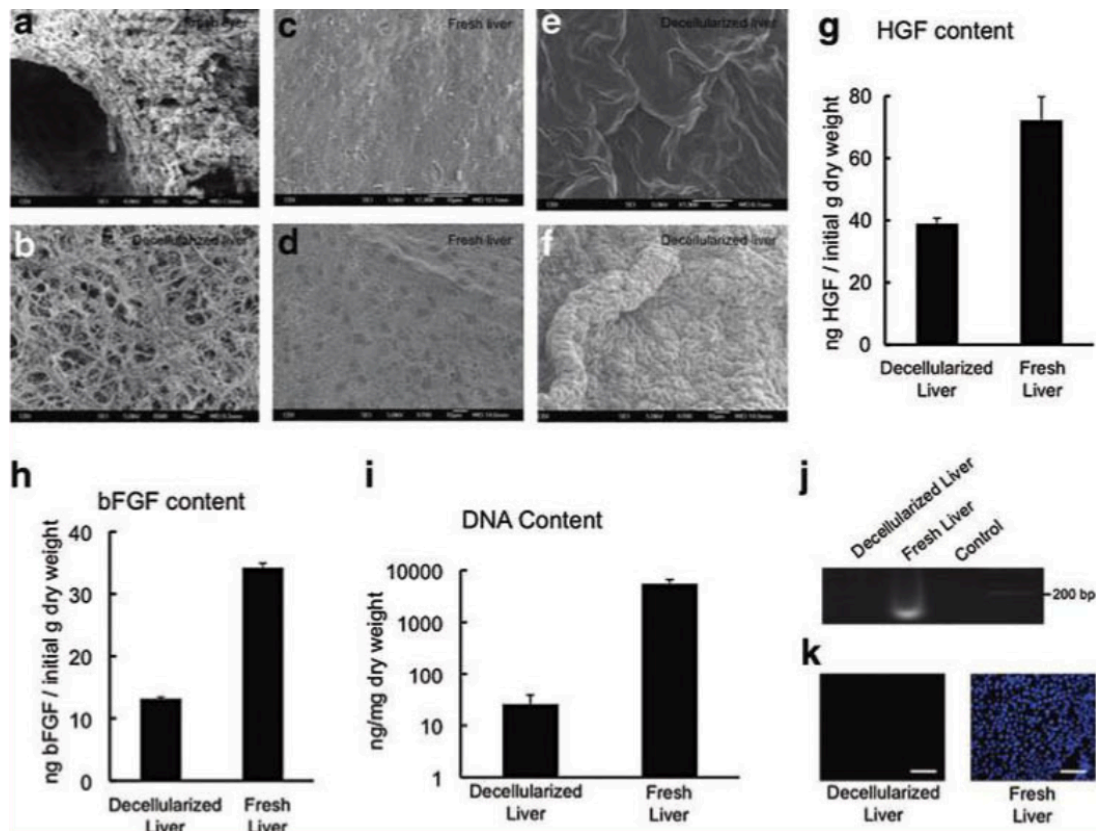 a
Fresh liver
c
Fresh liver
e
Decellularized liver
b
Decellularized liver
d
Fresh liver
f
Decellularized liver
g
HGF content
ng HGF / initial g dry weight
80
60
40
20
0
Decellularized
Liver
Fresh
Liver
h
bFGF content
ng bFGF / initial g dry weight
40
30
20
10
0
Decellularized
Liver
Fresh
Liver
i
DNA Content
ng/mg dry weight
10000
1000
100
10
1
Decellularized
Liver
Fresh
Liver
j
Decellularized Liver
Fresh Liver
Control
200 bp
k
Decellularized
Liver
Fresh
Liver